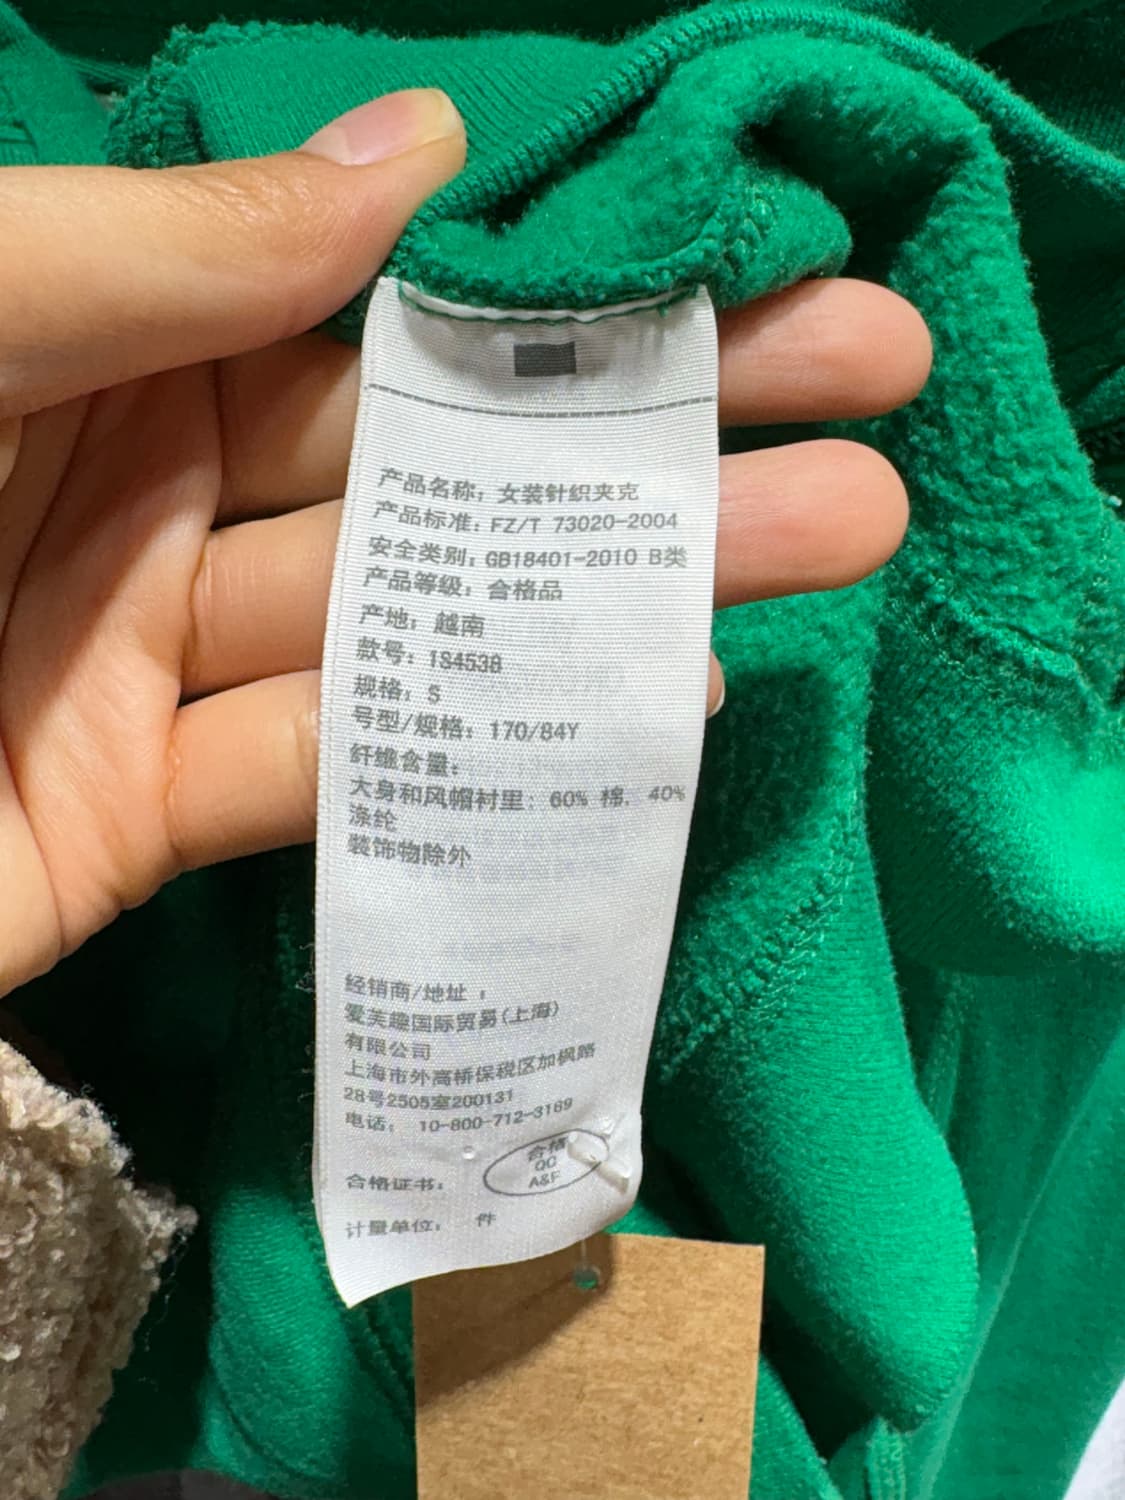 产品名称：女装针织夹克
产品标准：FZ/T 73020-2004
安全类别：GB18401-2010 B类
产品等级：合格品
产地：越南
款号：1S4538
规格：S
号型/规格：170/84Y
纤维含量：
大身和风帽衬里：60% 棉，40%
涤纶
装饰物除外
经销商/地址：
爱芙趣国际贸易(上海)
有限公司
上海市外高桥保税区加枫路
28号2505室200131
电话： 10-800-712-3169
合格证书：
合格
QC
A&F
计量单位： 件